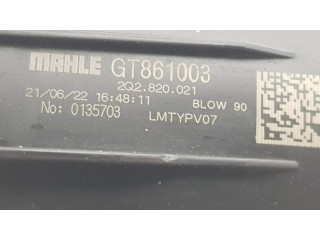 MAHLE GT861003
2Q2.820.021
21/06/22 16:48:11 BLOW 90
No: 0135703 LMTYPV07